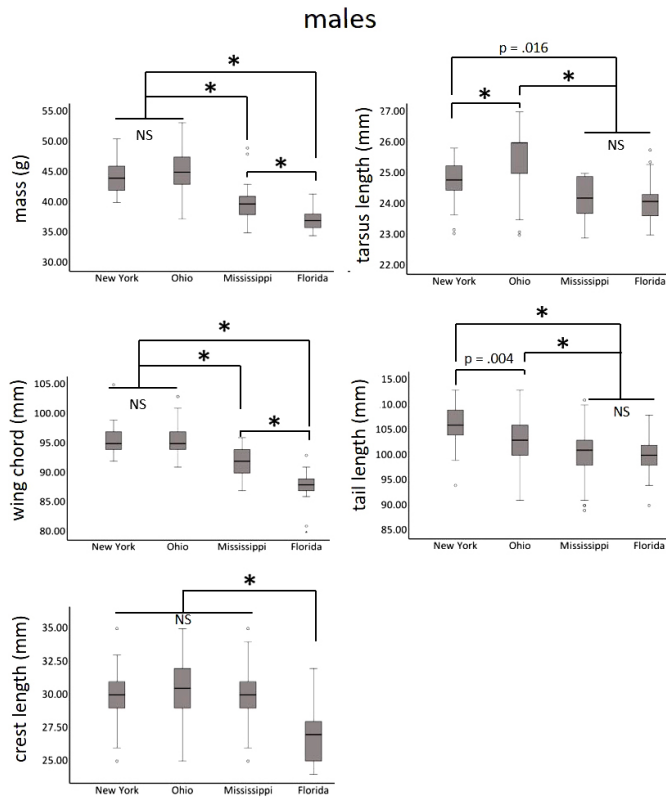 males
*
*
NS
*
mass (g)
55.00
50.00
45.00
40.00
35.00
30.00
New York Ohio Mississippi Florida
p = .016
*
*
NS
tarsus length (mm)
27.00
26.00
25.00
24.00
23.00
22.00
New York Ohio Mississippi Florida
*
*
NS
*
wing chord (mm)
105.00
100.00
95.00
90.00
85.00
80.00
New York Ohio Mississippi Florida
*
p = .004
*
NS
tail length (mm)
15.00
110.00
105.00
100.00
95.00
90.00
85.00
New York Ohio Mississippi Florida
*
NS
crest length (mm)
35.00
32.50
30.00
27.50
25.00
New York Ohio Mississippi Florida